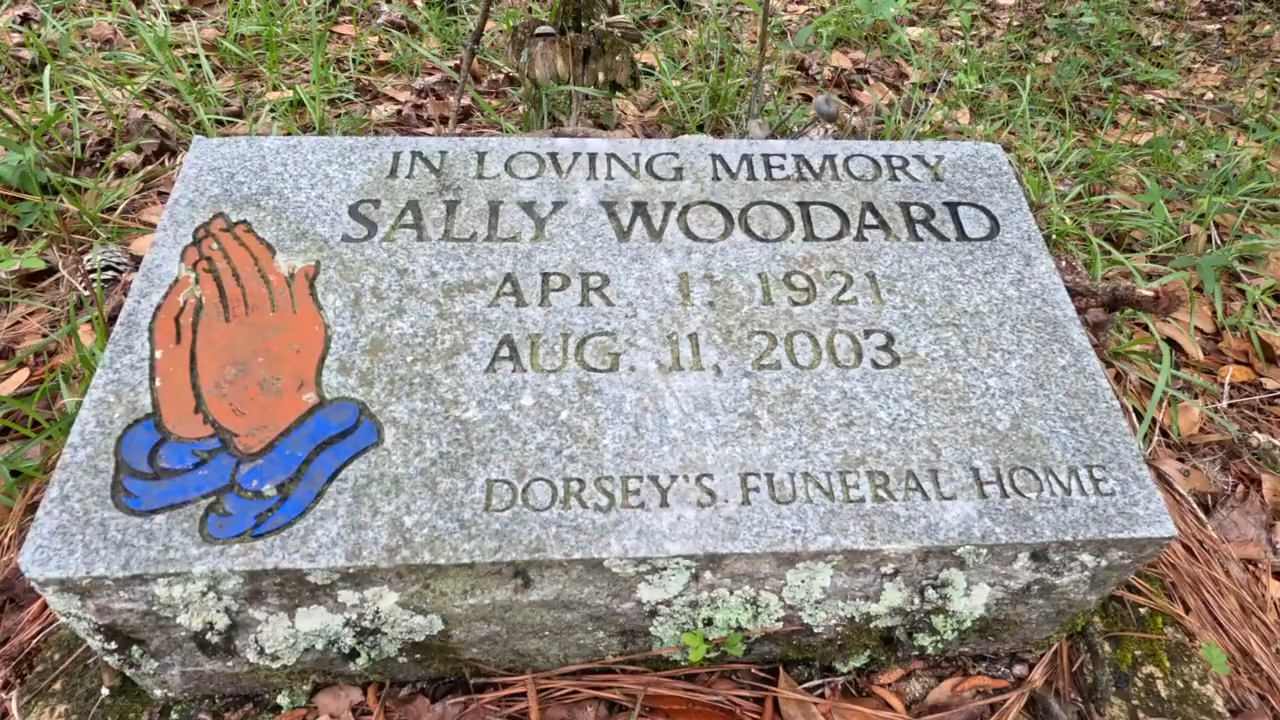 IN LOVING MEMORY
SALLY WOODARD
APR. 1, 1921
AUG. 11, 2003
DORSEY'S FUNERAL HOME